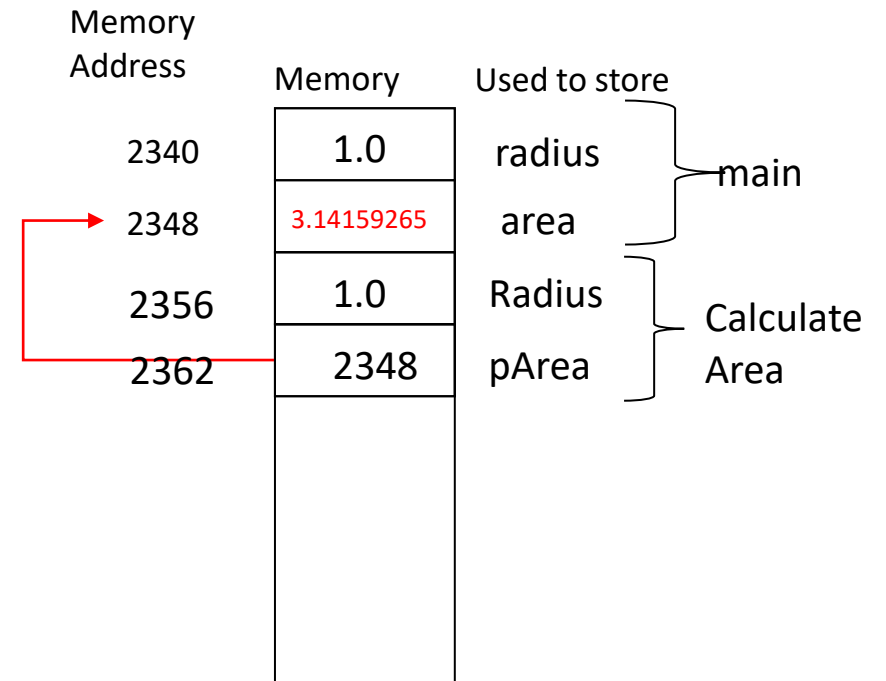 Memory
Address
Memory Used to store
2340 1.0 radius main
2348 3.14159265 area
2356 1.0 Radius Calculate
2362 2348 pArea Area